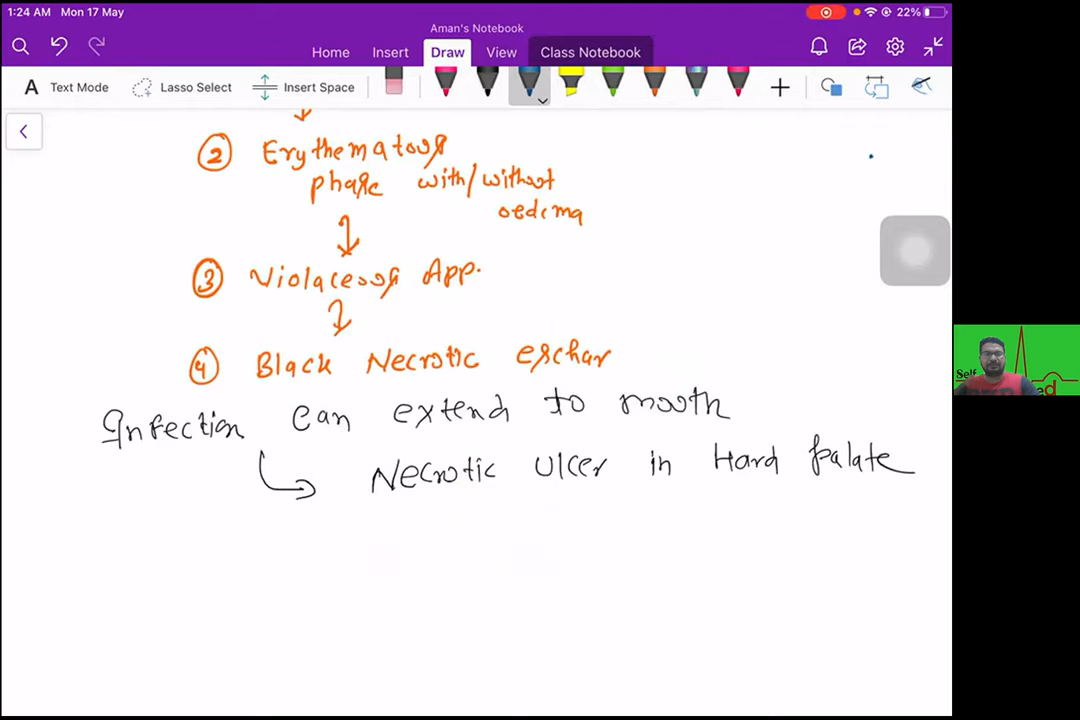 1:24 AM Mon 17 May
22%
Aman's Notebook
Home Insert Draw View Class Notebook
A Text Mode Lasso Select Insert Space
② Erythematous
phase with/without
oedema
③ Violaceous App.
④ Black Necrotic eschar
Infection can extend to mouth
Necrotic Ulcer in Hard palate
Self
ed